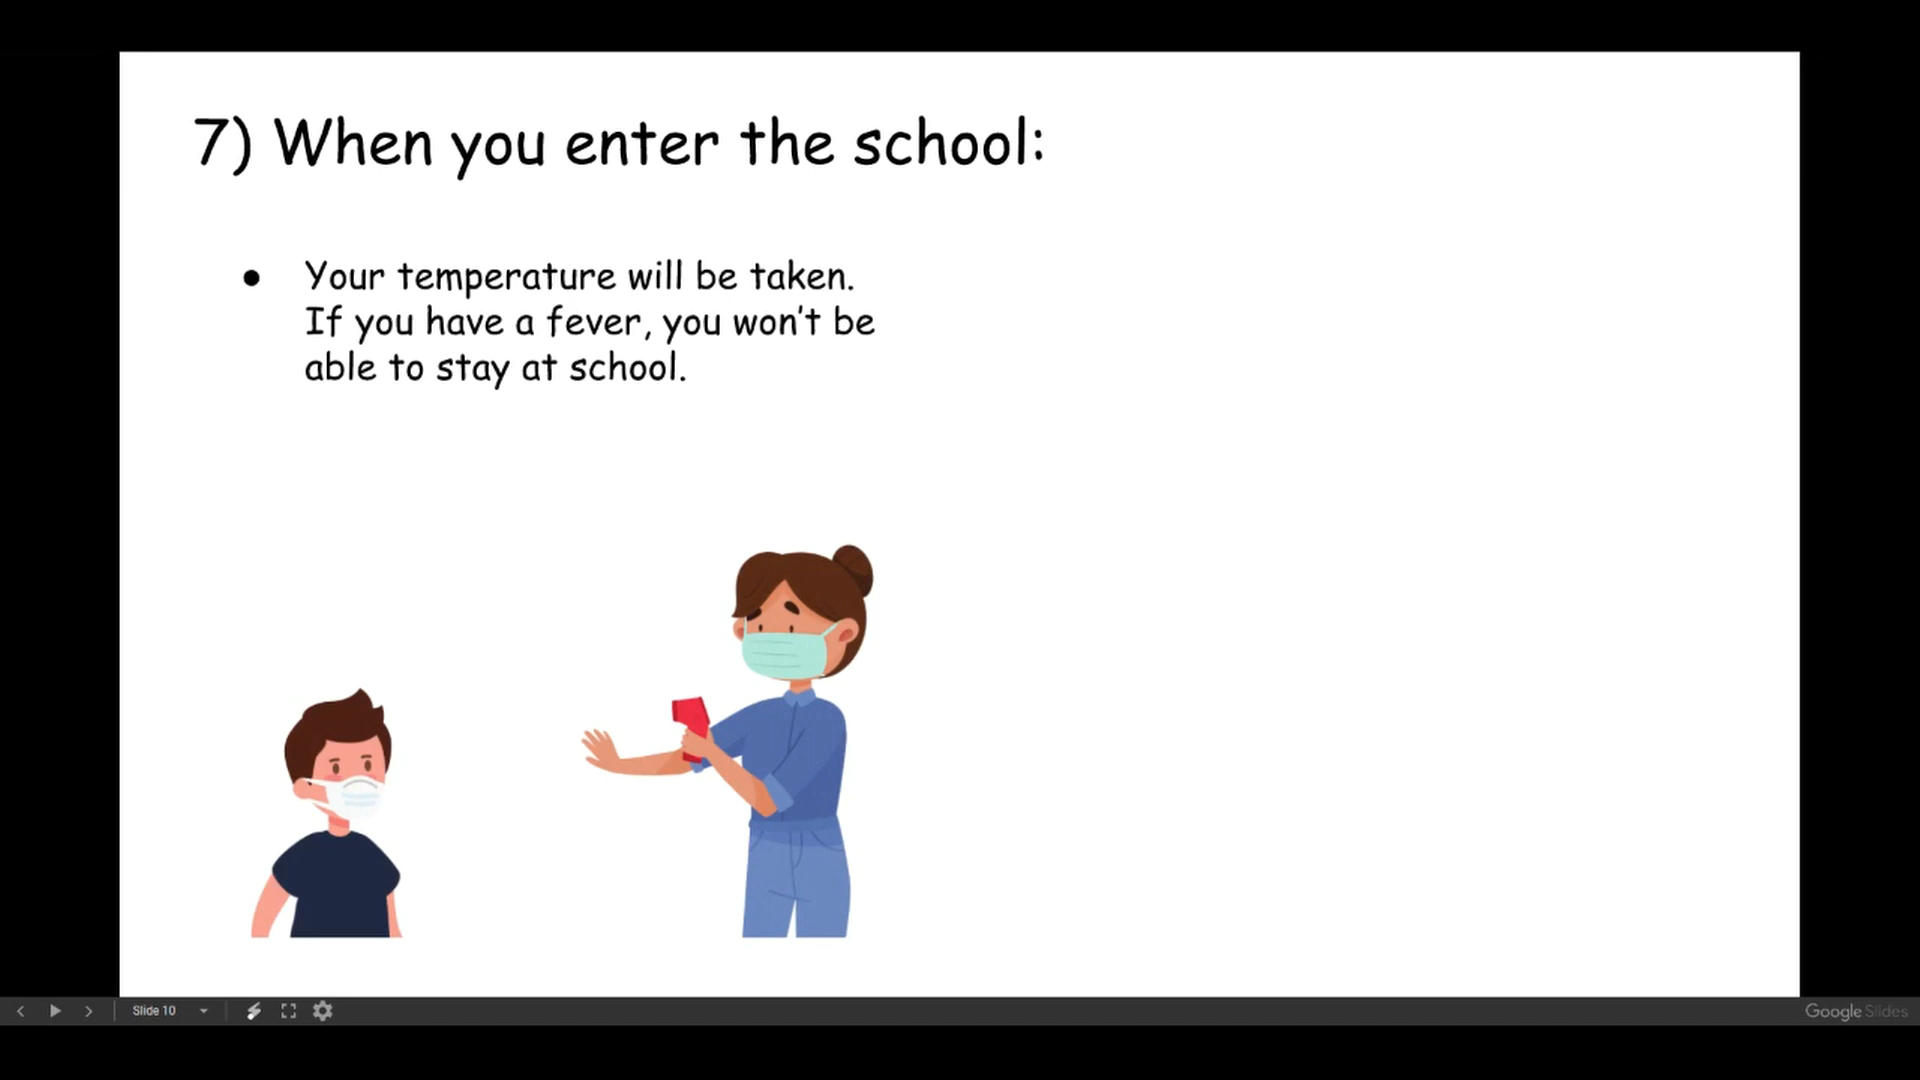 7) When you enter the school:
● Your temperature will be taken.
If you have a fever, you won't be
able to stay at school.
Slide 10
Google Slides